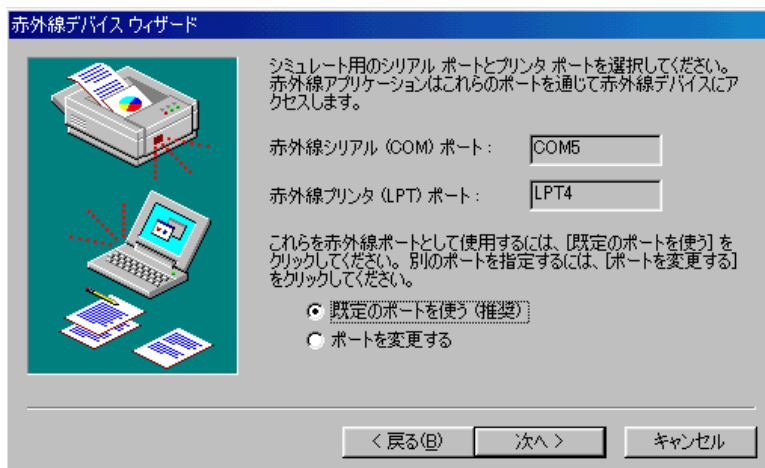 赤外線デバイス ウィザード
シミュレート用のシリアル ポートとプリンタ ポートを選択してください。
赤外線アプリケーションはこれらのポートを通じて赤外線デバイスにア
クセスします。
赤外線シリアル (COM) ポート : COM5
赤外線プリンタ (LPT) ポート : LPT4
これらを赤外線ポートとして使用するには、[既定のポートを使う] を
クリックしてください。別のポートを指定するには、[ポートを変更する]
をクリックしてください。
既定のポートを使う (推奨)
ポートを変更する
< 戻る(B) 次へ > キャンセル